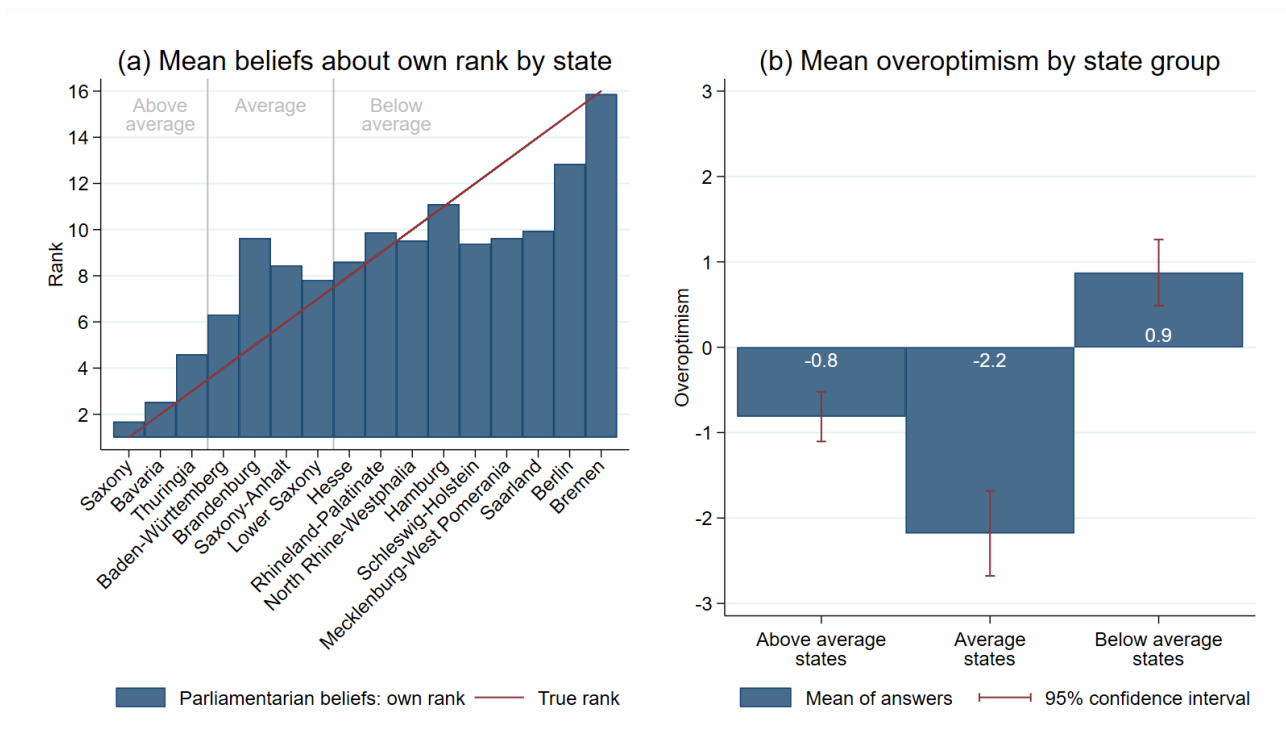 (a) Mean beliefs about own rank by state
Above
average
Average
Below
average
16
14
12
10
8
6
4
2
Rank
Saxony
Bavaria
Thuringia
Baden-Württemberg
Brandenburg
Saxony-Anhalt
Lower Saxony
Hesse
Rhineland-Palatinate
North Rhine-Westphalia
Hamburg
Schleswig-Holstein
Mecklenburg-West Pomerania
Saarland
Berlin
Bremen
Parliamentarian beliefs: own rank
True rank
(b) Mean overoptimism by state group
3
2
1
0
-1
-2
-3
Overoptimism
-0.8
-2.2
0.9
Above average
states
Average
states
Below average
states
Mean of answers
95% confidence interval